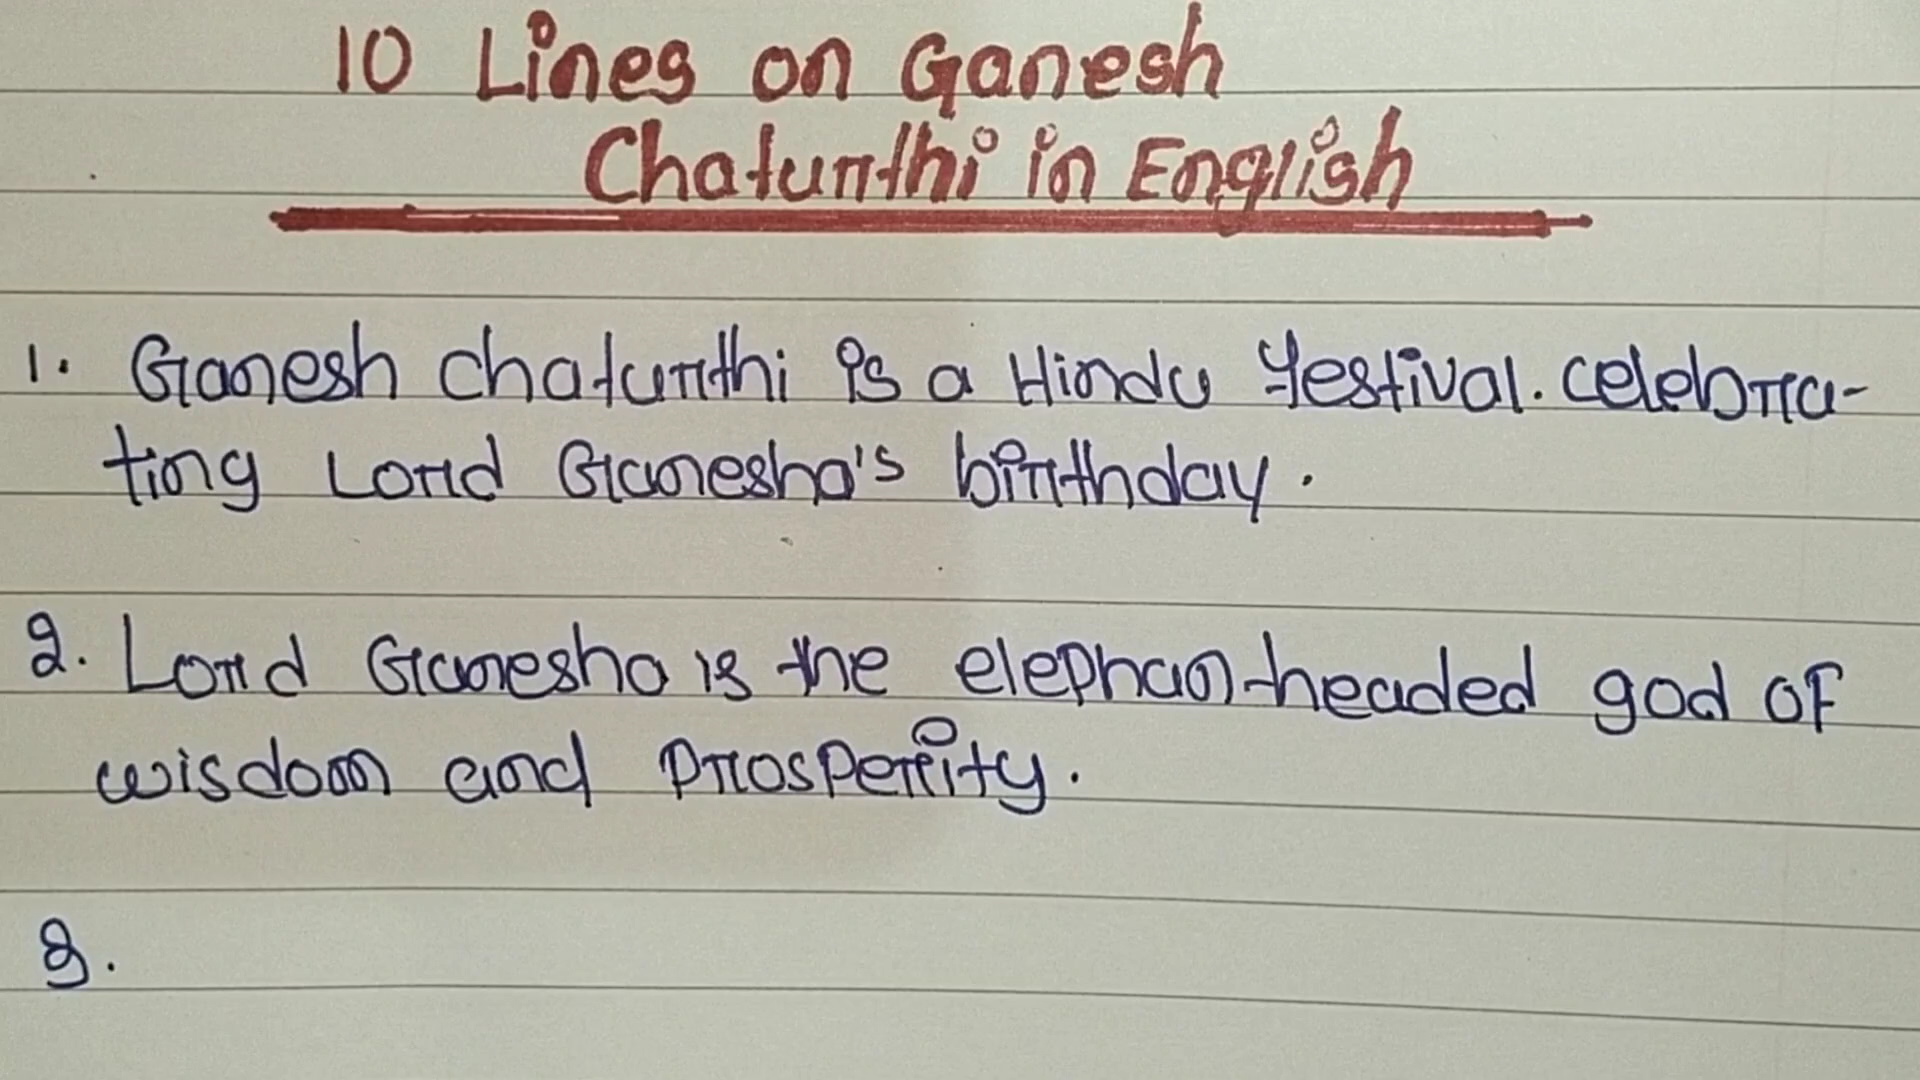 10 Lines on Ganesh
Chaturthi in English
1. Ganesh chaturthi is a Hindu festival. celebra-
ting Lord Ganesha's birthday.
2. Lord Ganesha is the elephant-headed god of
wisdom and prosperity.
3.